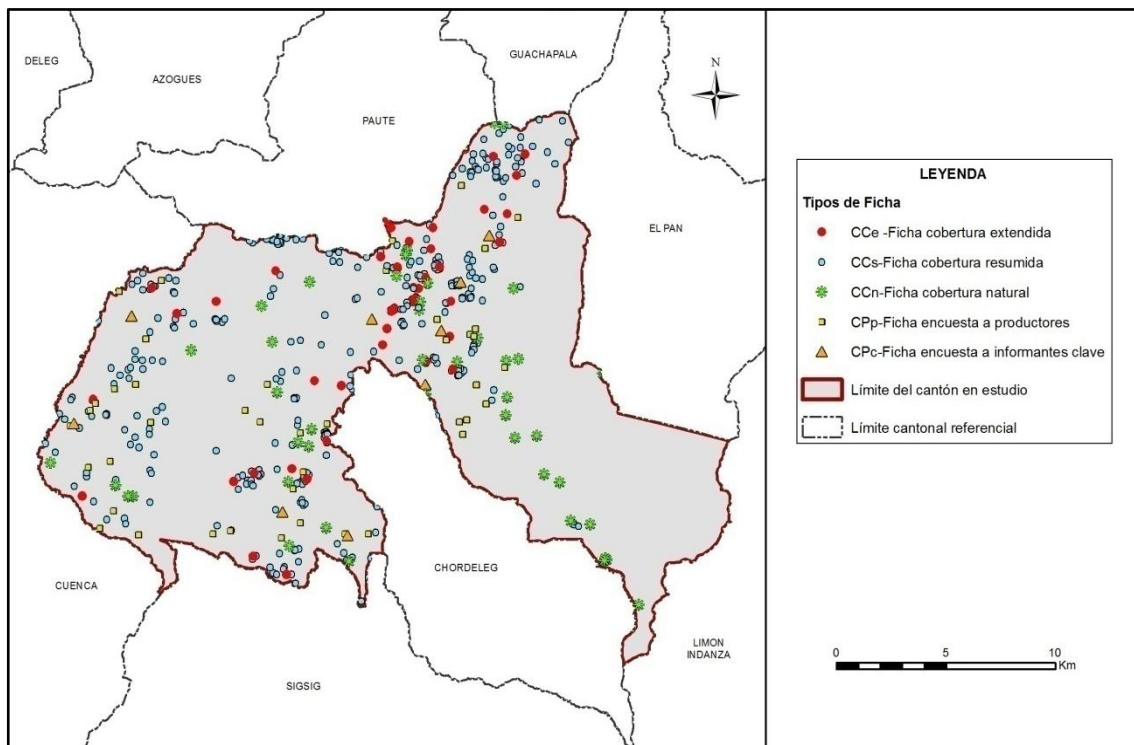 DELEG
AZOGUES
GUACHAPALA
PAUTE
N
EL PAN
CUENCA
CHORDELEG
LIMON
INDANZA
SIGSIG
LEYENDA
Tipos de Ficha
CCe -Ficha cobertura extendida
CCs-Ficha cobertura resumida
CCn-Ficha cobertura natural
CPp-Ficha encuesta a productores
CPc-Ficha encuesta a informantes clave
Límite del cantón en estudio
Límite cantonal referencial
0 5 10
Km